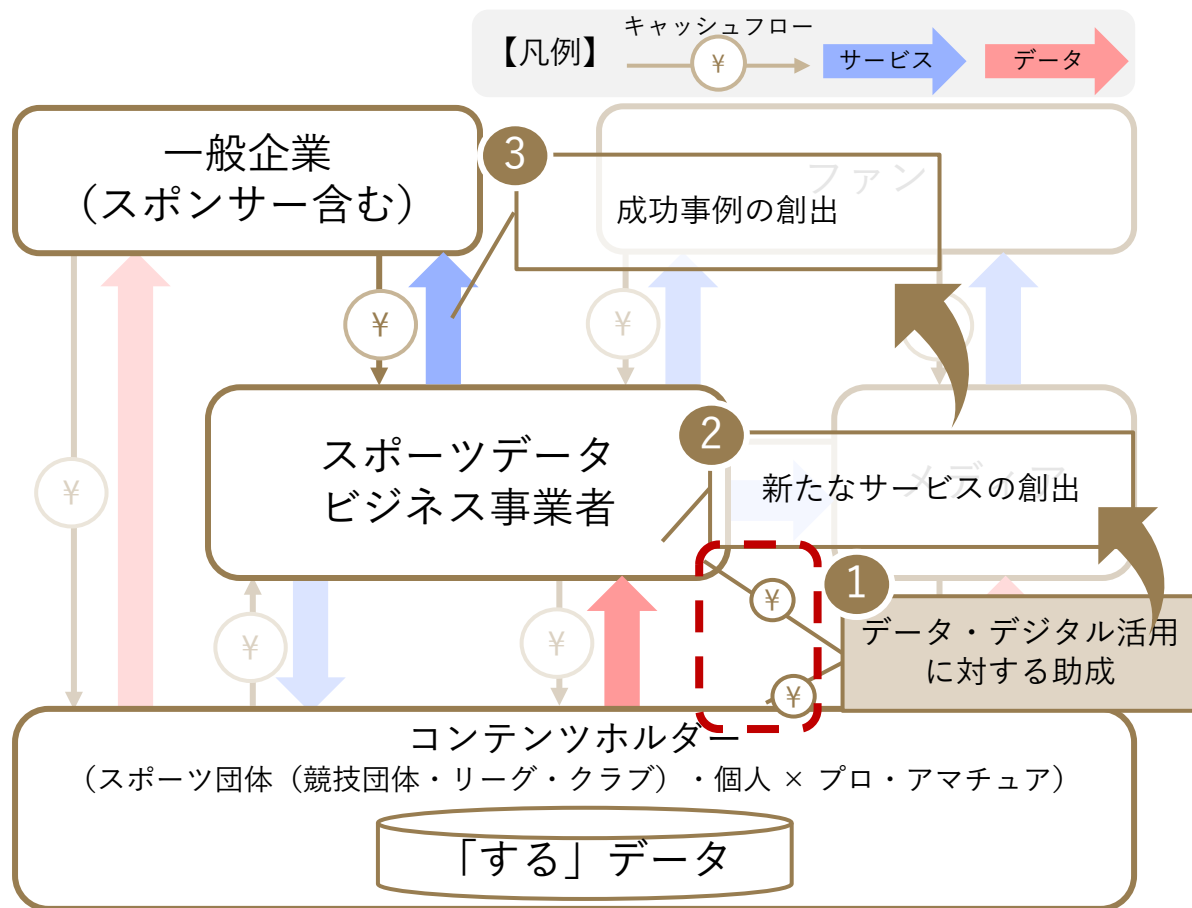 【凡例】
キャッシュフロー
¥
サービス
データ
一般企業
（スポンサー含む）
3
ファン
成功事例の創出
¥
¥
¥
¥
スポーツデータ
ビジネス事業者
2
メディア
新たなサービスの創出
1
¥
データ・デジタル活用
に対する助成
¥
¥
¥
コンテンツホルダー
（スポーツ団体（競技団体・リーグ・クラブ）・個人 × プロ・アマチュア）
「する」データ